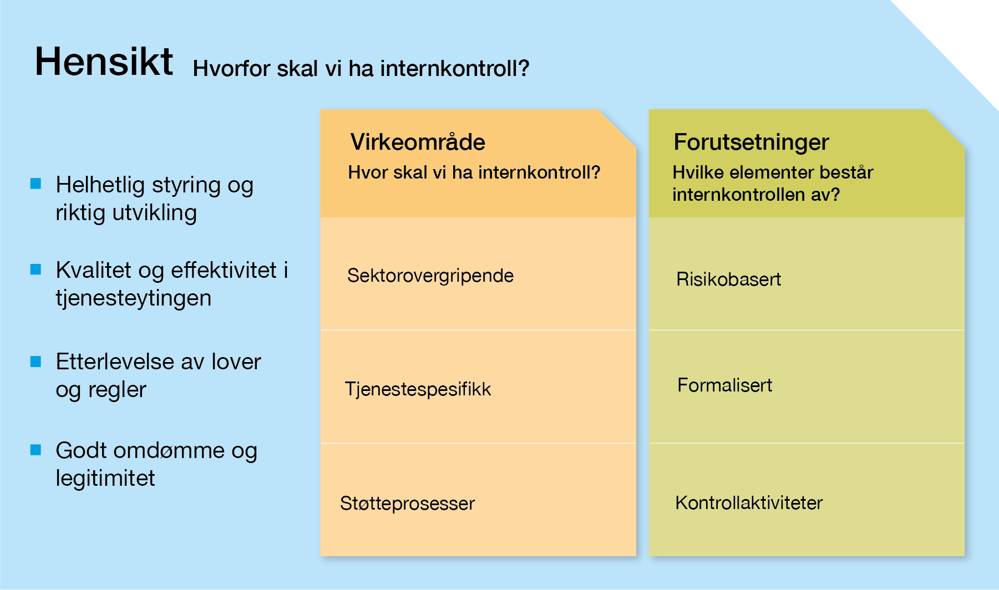 Hensikt Hvorfor skal vi ha internkontroll?
Helhetlig styring og
riktig utvikling
Kvalitet og effektivitet i
tjenesteytingen
Etterlevelse av lover
og regler
Godt omdømme og
legitimitet
Virkeområde
Hvor skal vi ha internkontroll?
Sektorovergripende
Tjenestespesifikk
Støtteprosesser
Forutsetninger
Hvilke elementer består
internkontrollen av?
Risikobasert
Formalisert
Kontrollaktiviteter